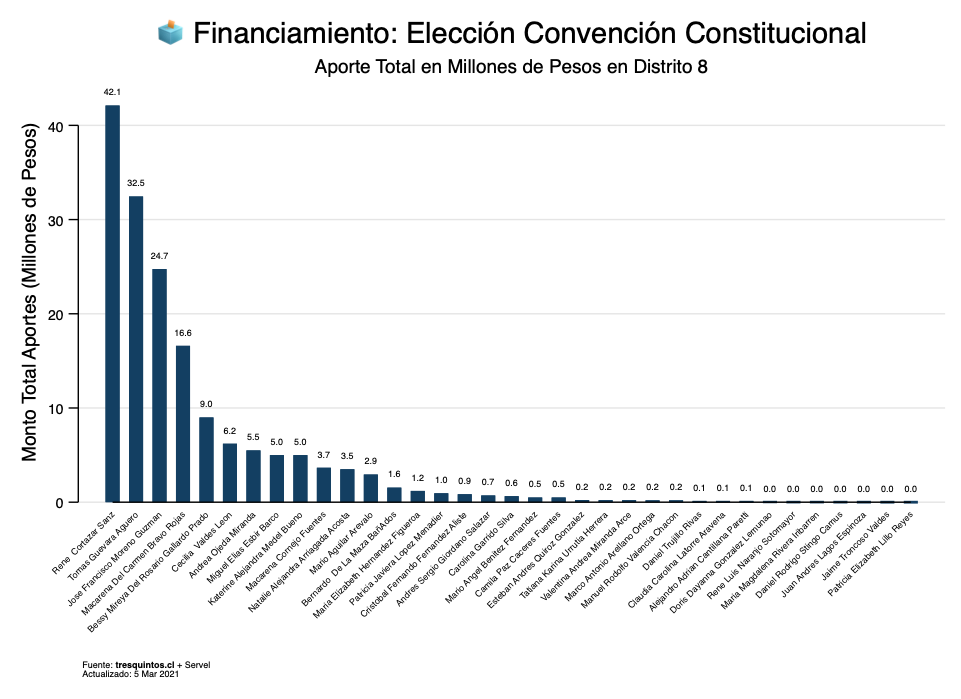 Financiamiento: Elección Convención Constitucional
Aporte Total en Millones de Pesos en Distrito 8
Monto Total Aportes (Millones de Pesos)
40
30
20
10
0
42.1
32.5
24.7
16.6
9.0
6.2
5.5
5.0
5.0
3.7
3.5
2.9
1.6
1.2
1.0
0.9
0.7
0.6
0.5
0.5
0.2
0.2
0.2
0.2
0.2
0.1
0.1
0.1
0.0
0.0
0.0
0.0
0.0
0.0
0.0
Rene Cortazar Sanz
Tomas Guevara Aguero
Jose Francisco Moreno Guzman
Macarena Del Carmen Bravo Rojas
Bessy Mireya Del Rosario Gallardo Prado
Cecilia Valdes Leon
Andrea Ojeda Miranda
Miguel Elias Esbir Barco
Katerine Alejandra Medel Bueno
Macarena Cornejo Fuentes
Natalie Alejandra Arriagada Acosta
Mario Aguilar Arevalo
Bernardo De La Maza BaÑAdos
Maria Elizabeth Hernandez Figueroa
Patricia Javiera Lopez Menadier
Cristobal Fernando Fernandez Aliste
Andres Sergio Giordano Salazar
Carolina Garrido Silva
Mario Angel Benitez Fernandez
Camila Paz Caceres Fuentes
Esteban Andres Quiroz Gonzalez
Tatiana Karina Urrutia Herrera
Valentina Andrea Miranda Arce
Marco Antonio Arellano Ortega
Manuel Rodolfo Valencia Chacon
Daniel Trujillo Rivas
Claudia Carolina Latorre Aravena
Alejandro Adrian Cantillana Paretti
Doris Dayanna Gonzalez Lemunao
Rene Luis Naranjo Sotomayor
Maria Magdalena Rivera Iribarren
Daniel Rodrigo Stingo Camus
Juan Andres Lagos Espinoza
Jaime Troncoso Valdes
Patricia Elizabeth Lillo Reyes
Fuente: tresquintos.cl + Servel
Actualizado: 5 Mar 2021